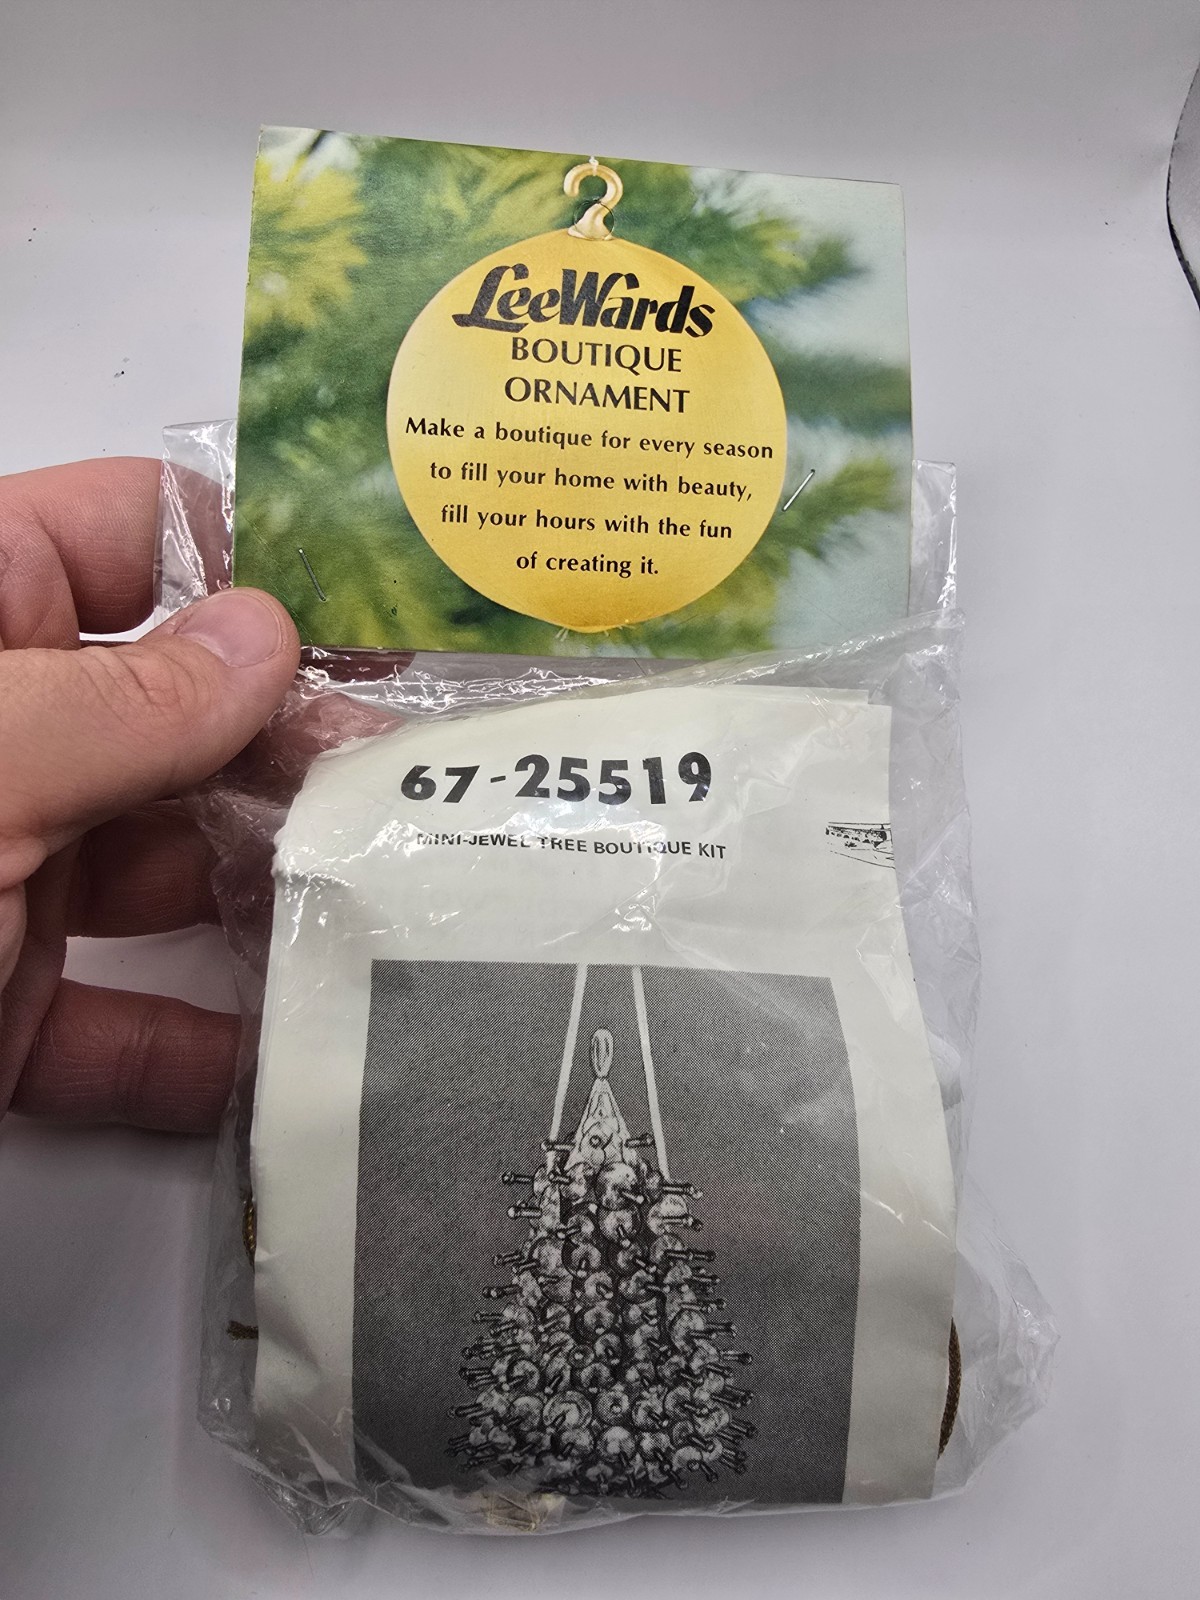 LeeWards
BOUTIQUE
ORNAMENT
Make a boutique for every season
to fill your home with beauty,
fill your hours with the fun
of creating it.
67-25519
MINI-JEWEL TREE BOUTIQUE KIT